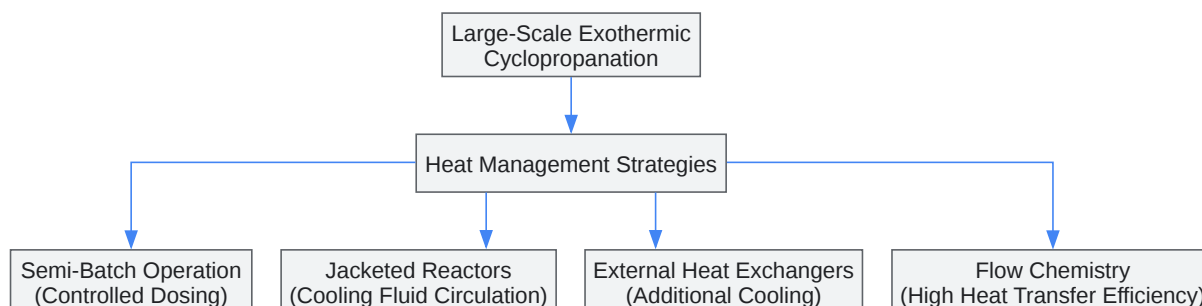 Large-Scale Exothermic
Cyclopropanation
Heat Management Strategies
Semi-Batch Operation
(Controlled Dosing)
Jacketed Reactors
(Cooling Fluid Circulation)
External Heat Exchangers
(Additional Cooling)
Flow Chemistry
(High Heat Transfer Efficiency)